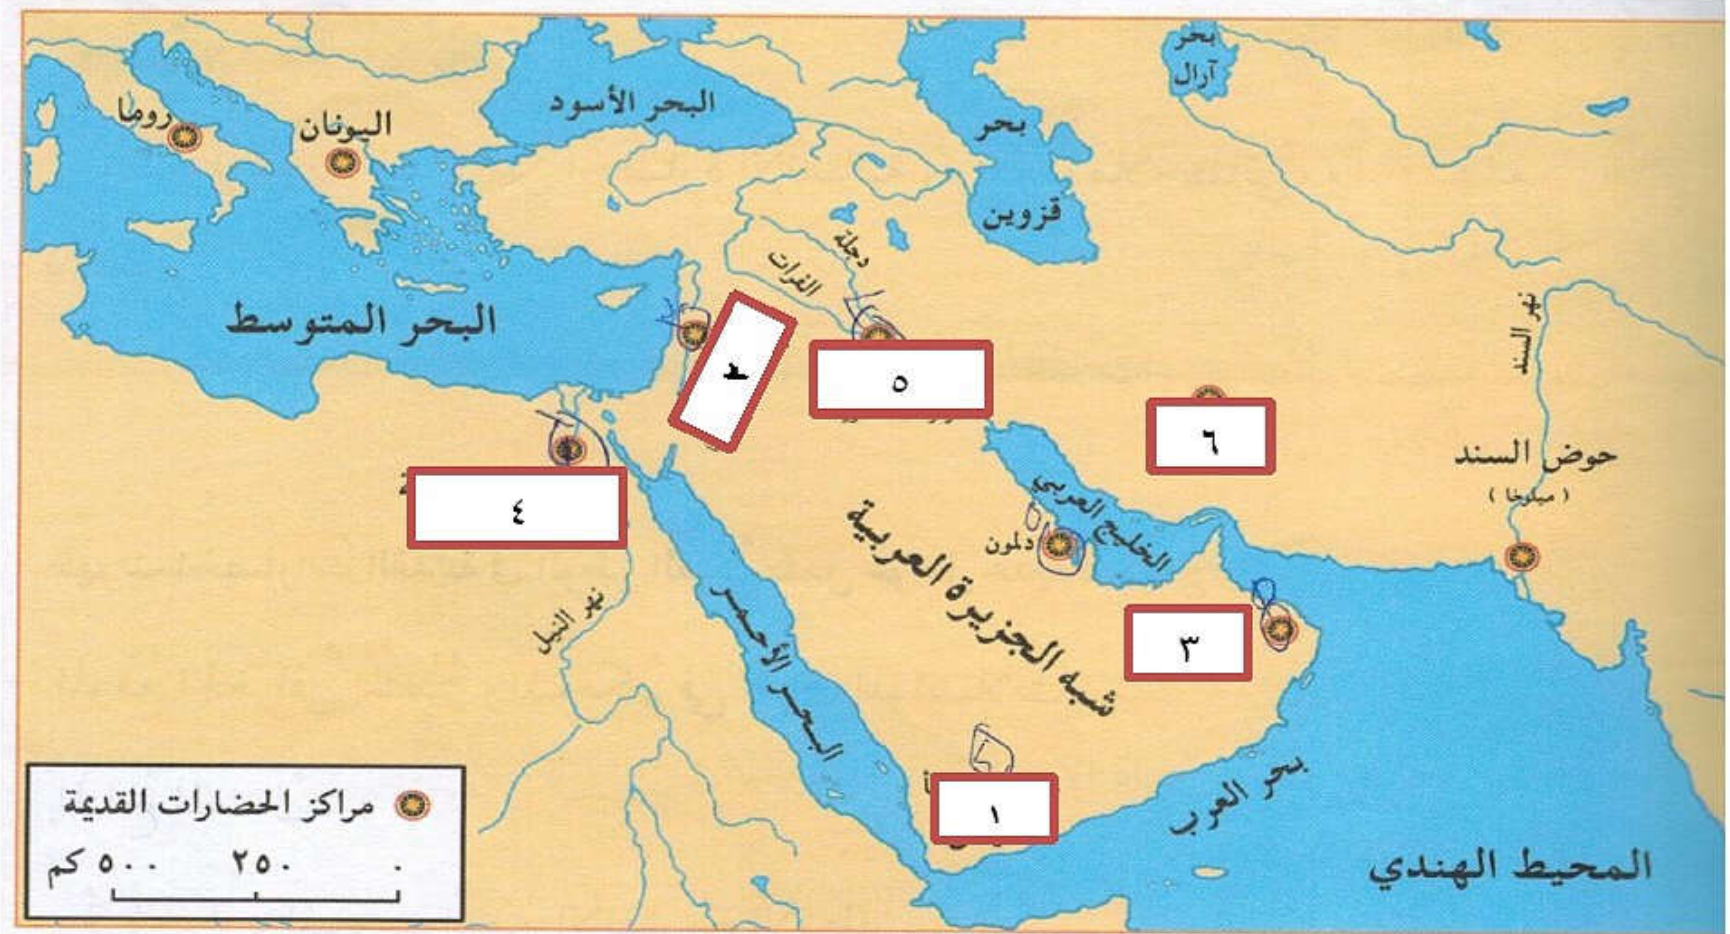 بحر
آرال
البحر الأسود
روما
اليونان
بحر
قزوين
دجلة
الفرات
البحر المتوسط
نهر السند
٥
٦
حوض السند
( ميلوخا )
٤
الخليج العربي
دلمون
شبه الجزيرة العربية
نهر النيل
٣
البحر الأحمر
١
بحر العرب
المحيط الهندي
مراكز الحضارات القديمة
٠ ٢٥٠ ٥٠٠ كم